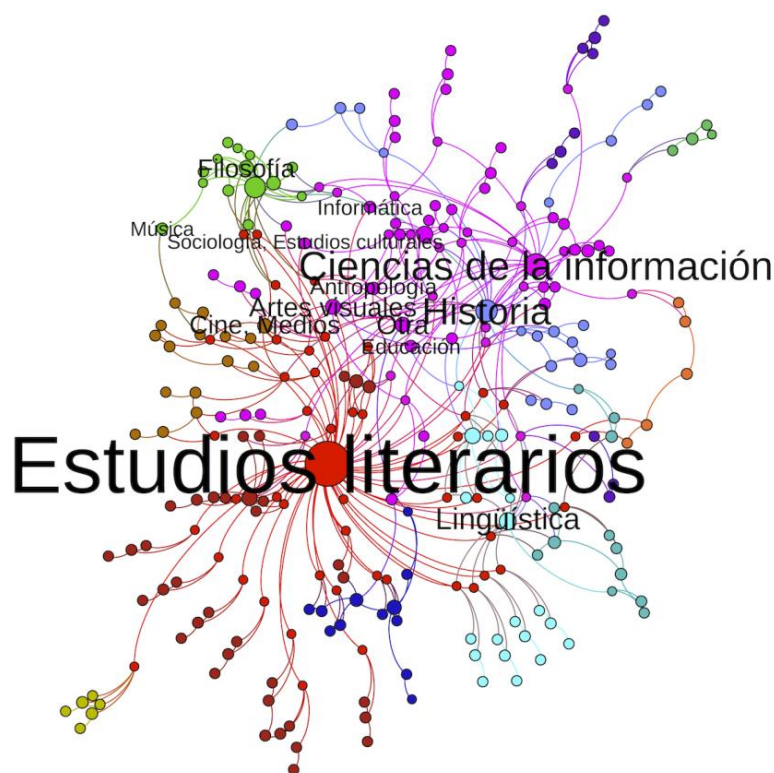 Filosofía
Informática
Música
Sociología, Estudios culturales
Ciencias de la información
Antropología
Artes visuales
Historia
Cine, Medios
Otra
Educación
Estudios literarios
Lingüística